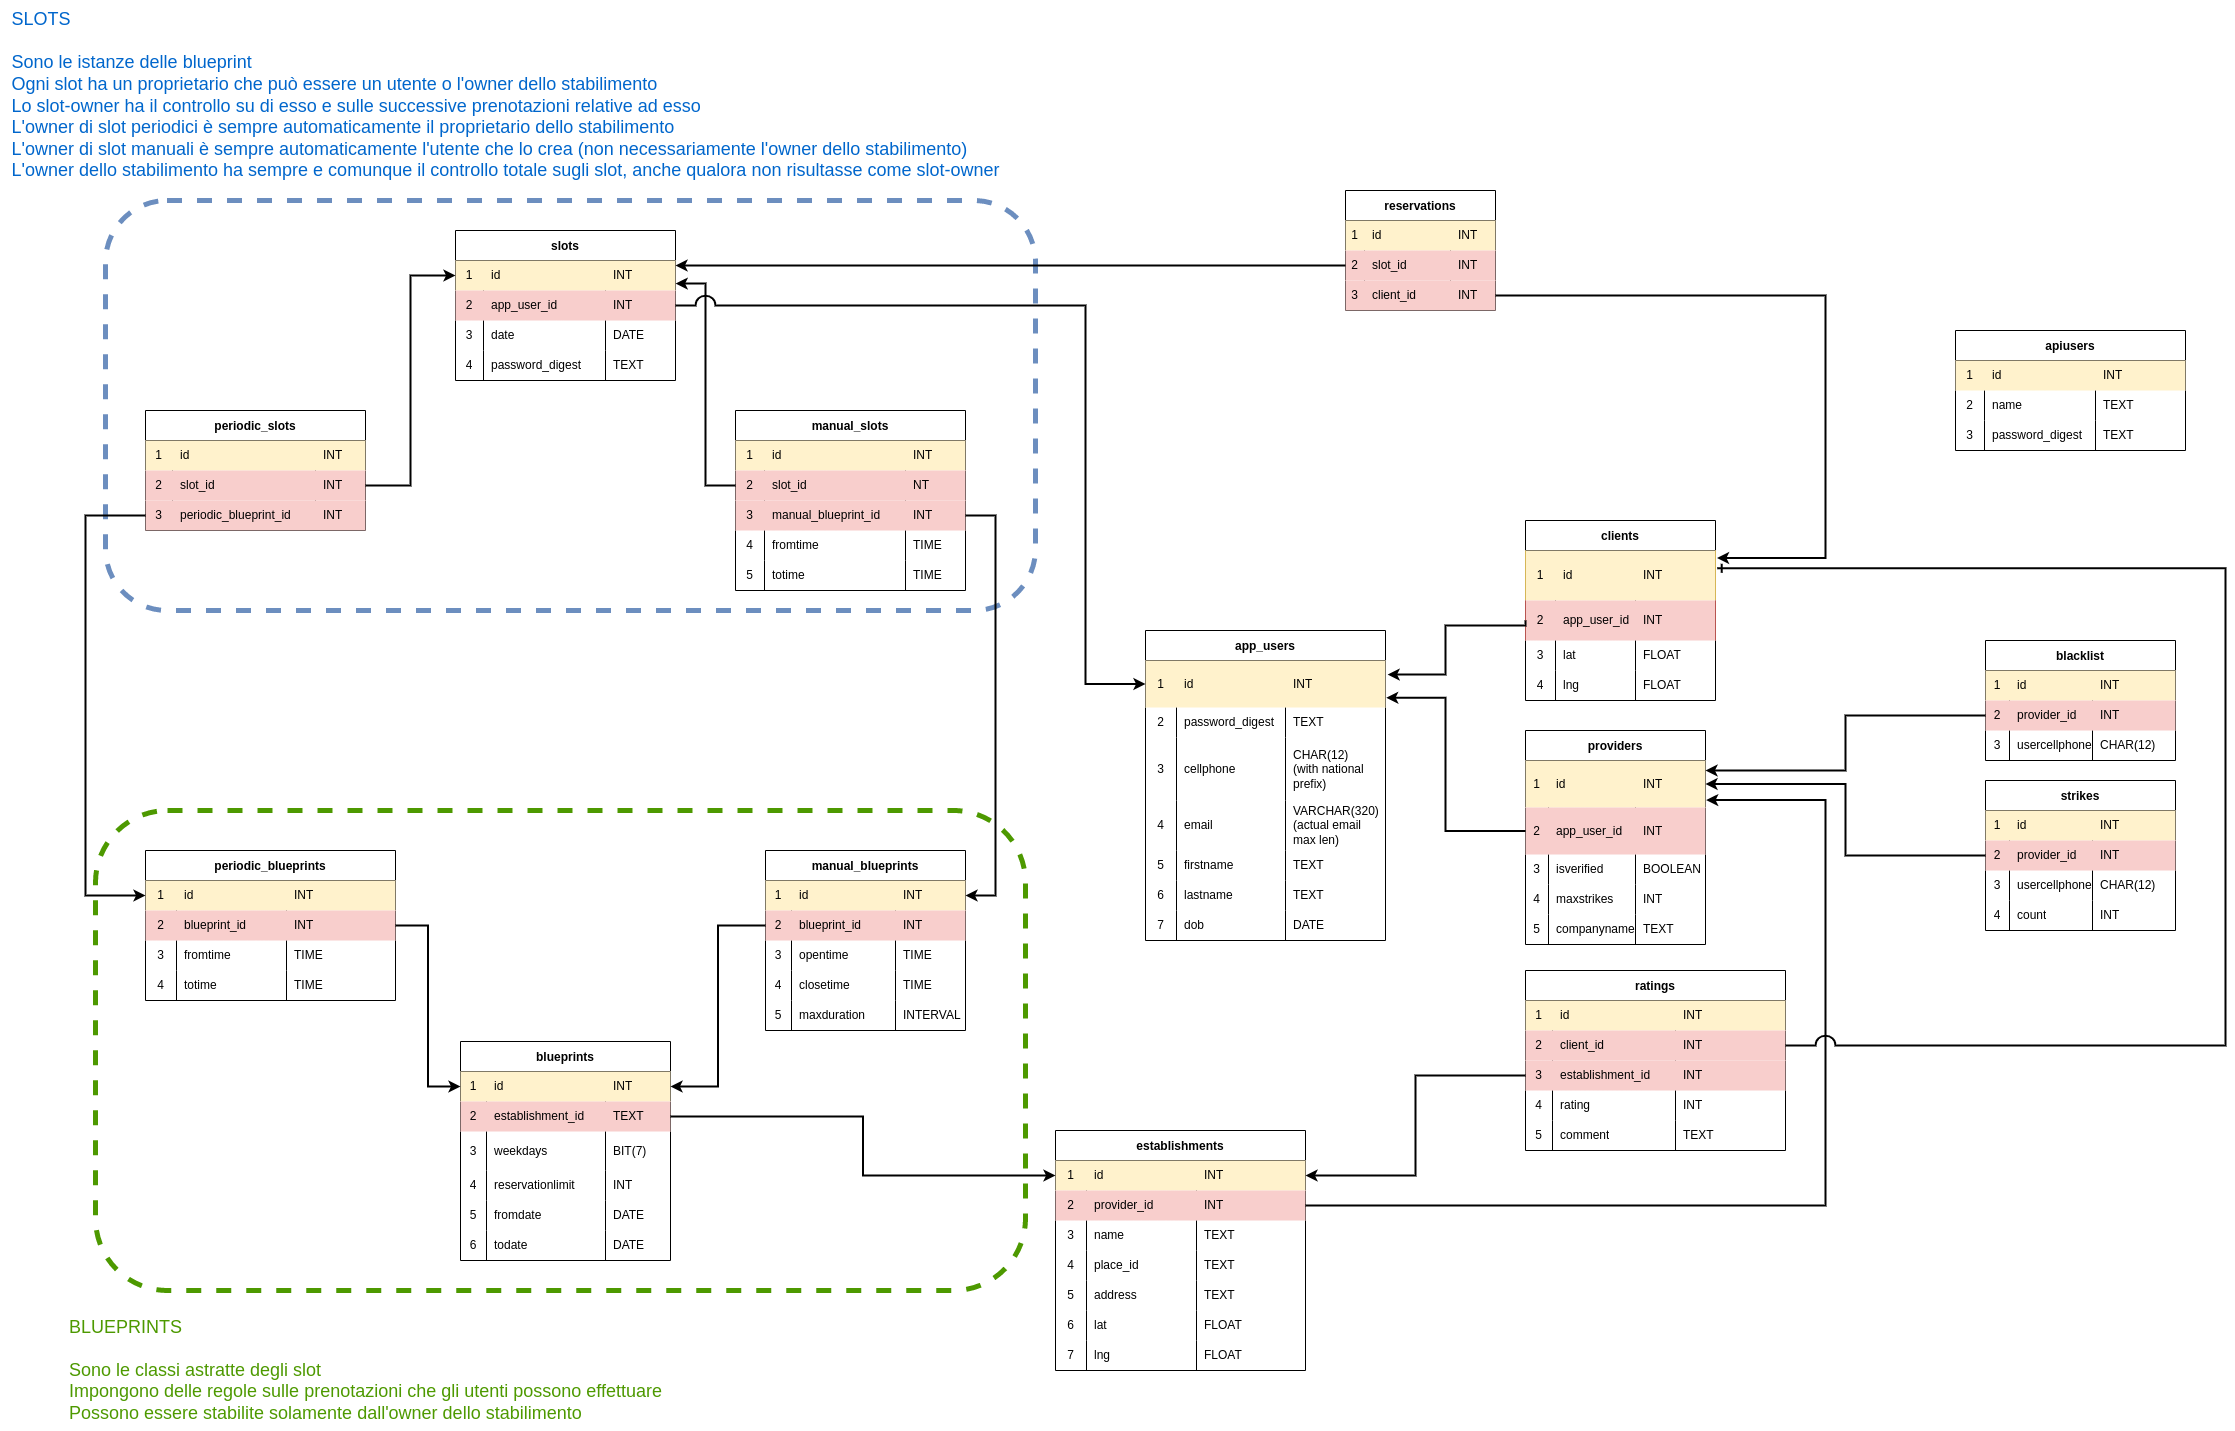 SLOTS
Sono le istanze delle blueprint
Ogni slot ha un proprietario che può essere un utente o l'owner dello stabilimento
Lo slot-owner ha il controllo su di esso e sulle successive prenotazioni relative ad esso
L'owner di slot periodici è sempre automaticamente il proprietario dello stabilimento
L'owner di slot manuali è sempre automaticamente l'utente che lo crea (non necessariamente l'owner dello stabilimento)
L'owner dello stabilimento ha sempre e comunque il controllo totale sugli slot, anche qualora non risultasse come slot-owner
reservations
1 id INT
2 slot_id INT
3 client_id INT
slots
1 id INT
2 app_user_id INT
3 date DATE
4 password_digest TEXT
apiusers
1 id INT
2 name TEXT
3 password_digest TEXT
periodic_slots
1 id INT
2 slot_id INT
3 periodic_blueprint_id INT
manual_slots
1 id INT
2 slot_id NT
3 manual_blueprint_id INT
4 fromtime TIME
5 totime TIME
clients
1 id INT
2 app_user_id INT
3 lat FLOAT
4 lng FLOAT
app_users
1 id INT
2 password_digest TEXT
3 cellphone CHAR(12)
(with national
prefix)
4 email VARCHAR(320)
(actual email
max len)
5 firstname TEXT
6 lastname TEXT
7 dob DATE
blacklist
1 id INT
2 provider_id INT
3 usercellphone CHAR(12)
providers
1 id INT
2 app_user_id INT
3 isverified BOOLEAN
4 maxstrikes INT
5 companyname TEXT
strikes
1 id INT
2 provider_id INT
3 usercellphone CHAR(12)
4 count INT
periodic_blueprints
1 id INT
2 blueprint_id INT
3 fromtime TIME
4 totime TIME
manual_blueprints
1 id INT
2 blueprint_id INT
3 opentime TIME
4 closetime TIME
5 maxduration INTERVAL
ratings
1 id INT
2 client_id INT
3 establishment_id INT
4 rating INT
5 comment TEXT
blueprints
1 id INT
2 establishment_id TEXT
3 weekdays BIT(7)
4 reservationlimit INT
5 fromdate DATE
6 todate DATE
establishments
1 id INT
2 provider_id INT
3 name TEXT
4 place_id TEXT
5 address TEXT
6 lat FLOAT
7 lng FLOAT
BLUEPRINTS
Sono le classi astratte degli slot
Impongono delle regole sulle prenotazioni che gli utenti possono effettuare
Possono essere stabilite solamente dall'owner dello stabilimento